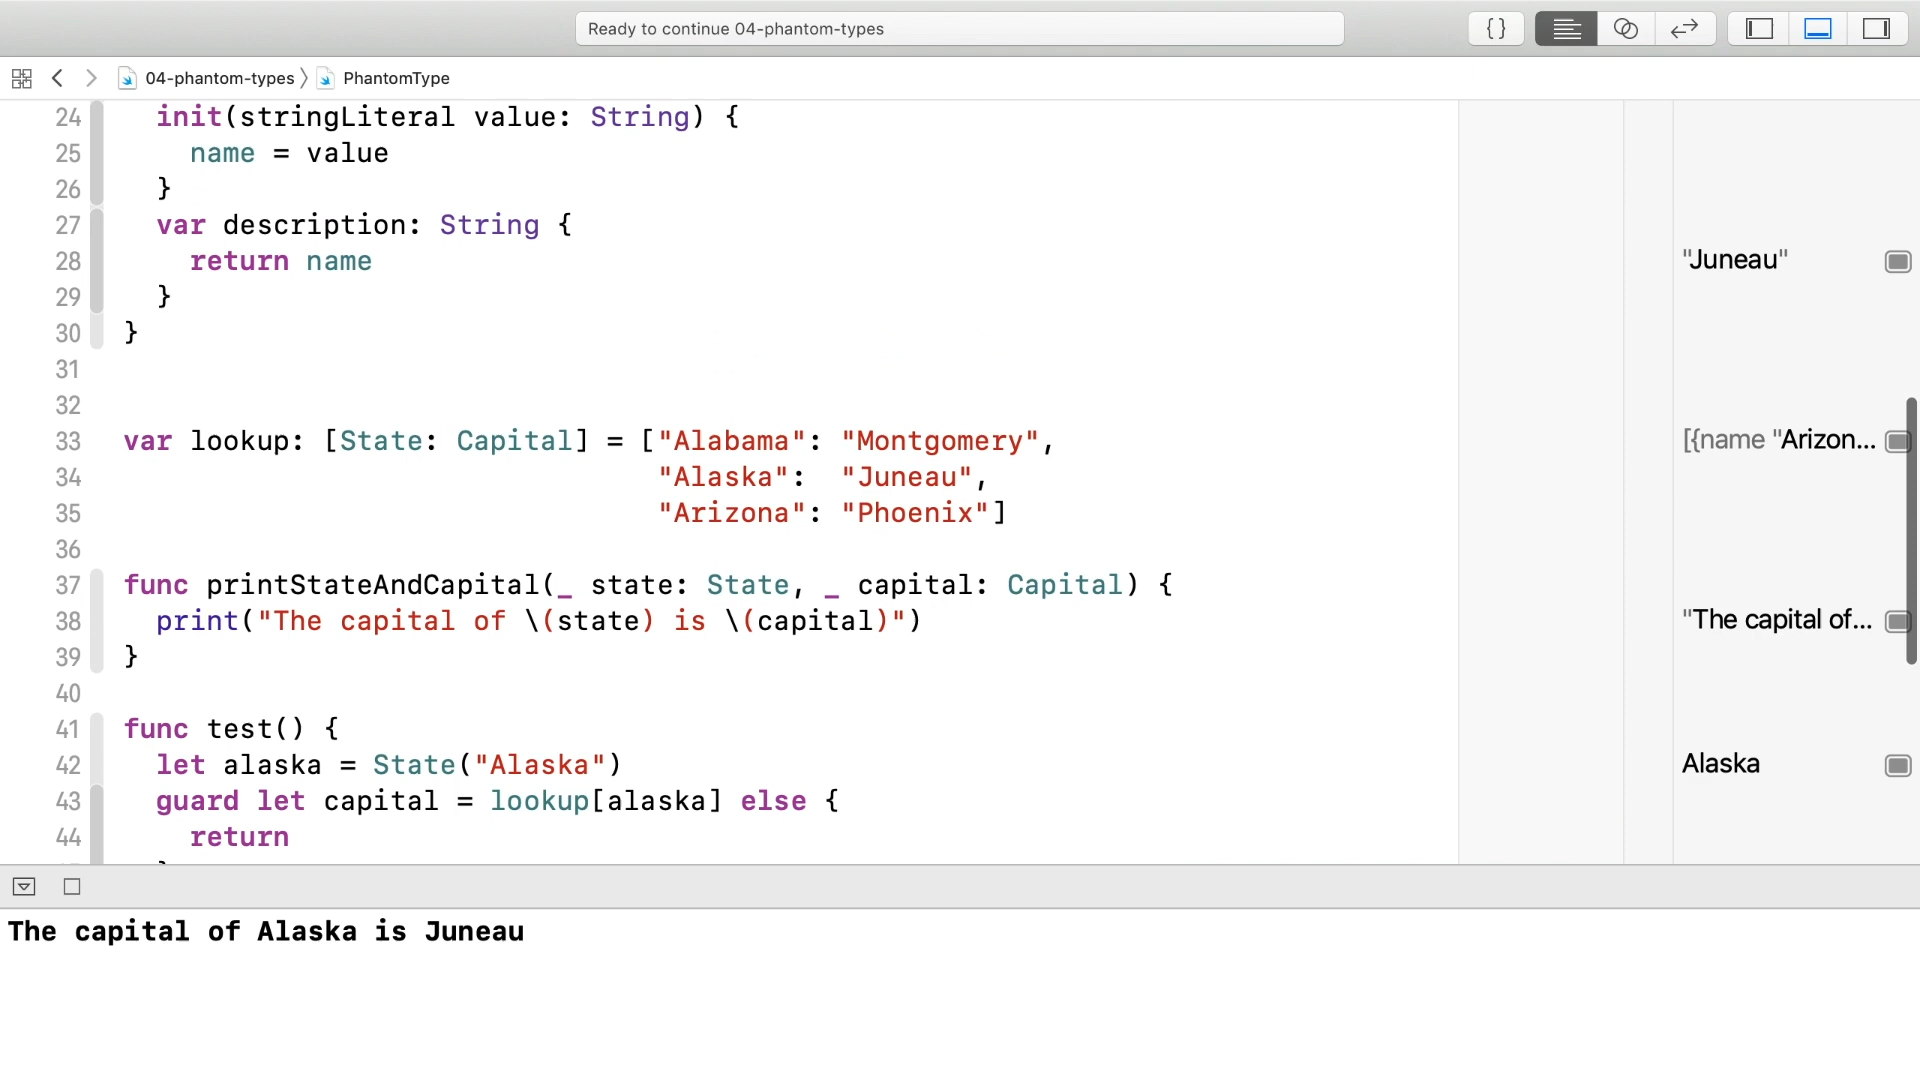 Ready to continue 04-phantom-types
{ }
04-phantom-types 〉 PhantomType
24 init(stringLiteral value: String) {
25 name = value
26 }
27 var description: String {
28 return name "Juneau"
29 }
30 }
31
32
33 var lookup: [State: Capital] = ["Alabama": "Montgomery", [{name "Arizon...
34 "Alaska": "Juneau",
35 "Arizona": "Phoenix"]
36
37 func printStateAndCapital(_ state: State, _ capital: Capital) {
38 print("The capital of \(state) is \(capital)") "The capital of...
39 }
40
41 func test() {
42 let alaska = State("Alaska") Alaska
43 guard let capital = lookup[alaska] else {
44 return
The capital of Alaska is Juneau